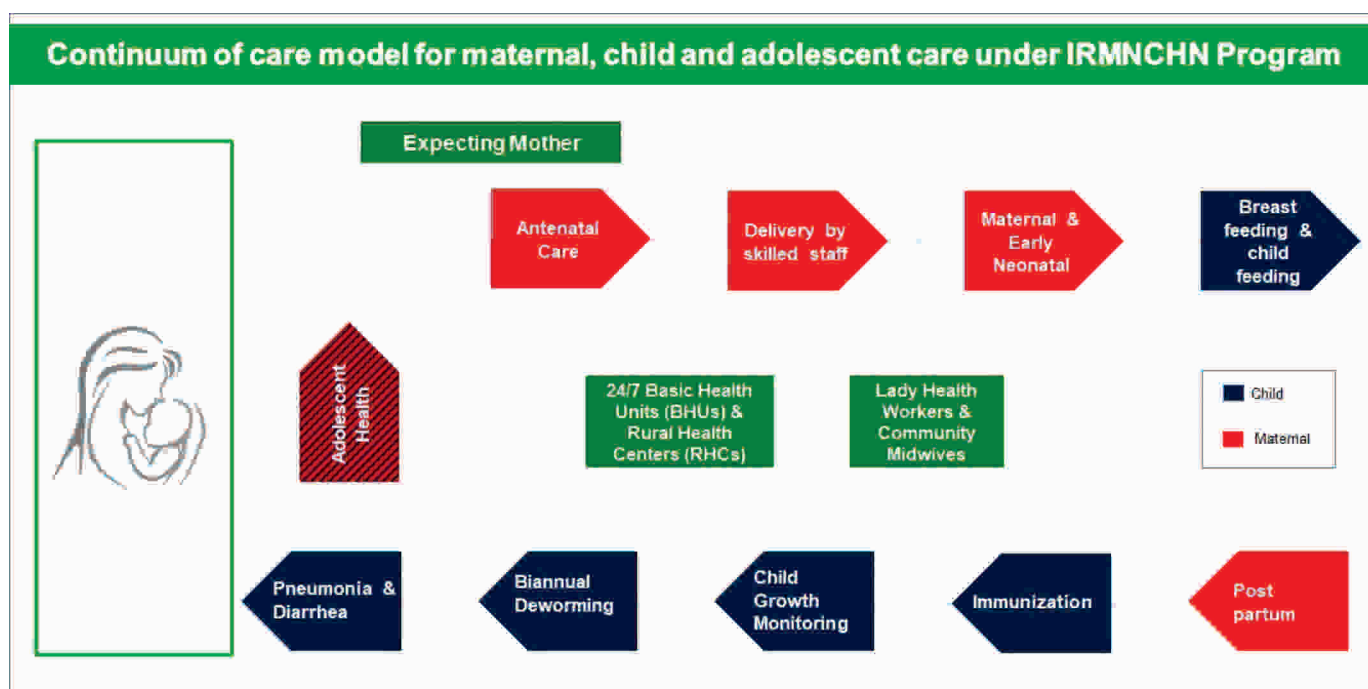 Continuum of care model for maternal, child and adolescent care under IRMNCHN Program
Expecting Mother
Antenatal
Care
Delivery by
skilled staff
Maternal &
Early
Neonatal
Breast
feeding &
child
feeding
Adolescent
Health
24/7 Basic Health
Units (BHUs) &
Rural Health
Centers (RHCs)
Lady Health
Workers &
Community
Midwives
Child
Maternal
Pneumonia &
Diarrhea
Biannual
Deworming
Child
Growth
Monitoring
Immunization
Post
partum